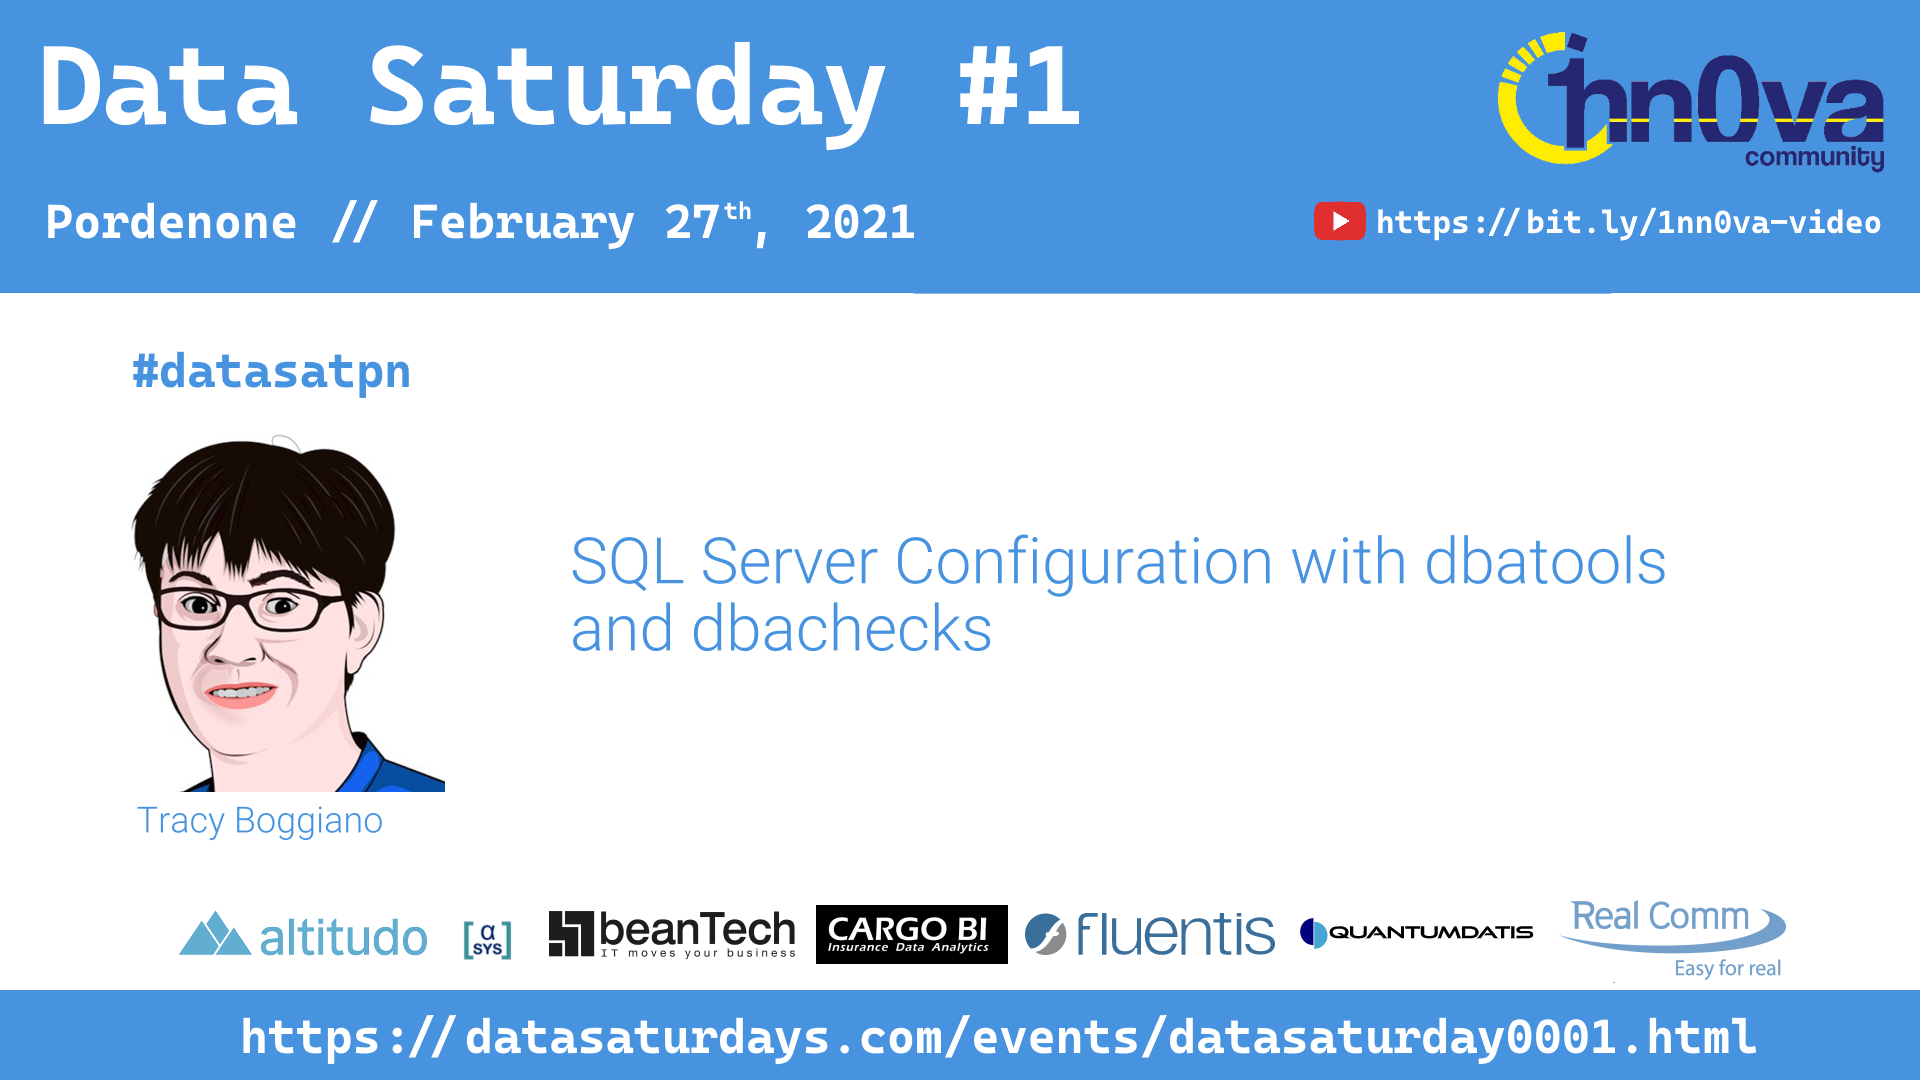 Data Saturday #1
1nn0va
community
Pordenone // February 27th, 2021
https://bit.ly/1nn0va-video
#datasatpn
SQL Server Configuration with dbatools
and dbachecks
Tracy Boggiano
altitudo
[α
SYS]
beanTech
IT moves your business
CARGO BI
Insurance Data Analytics
fluentis
QUANTUMDATIS
Real Comm
Easy for real
https://datasaturdays.com/events/datasaturday0001.html